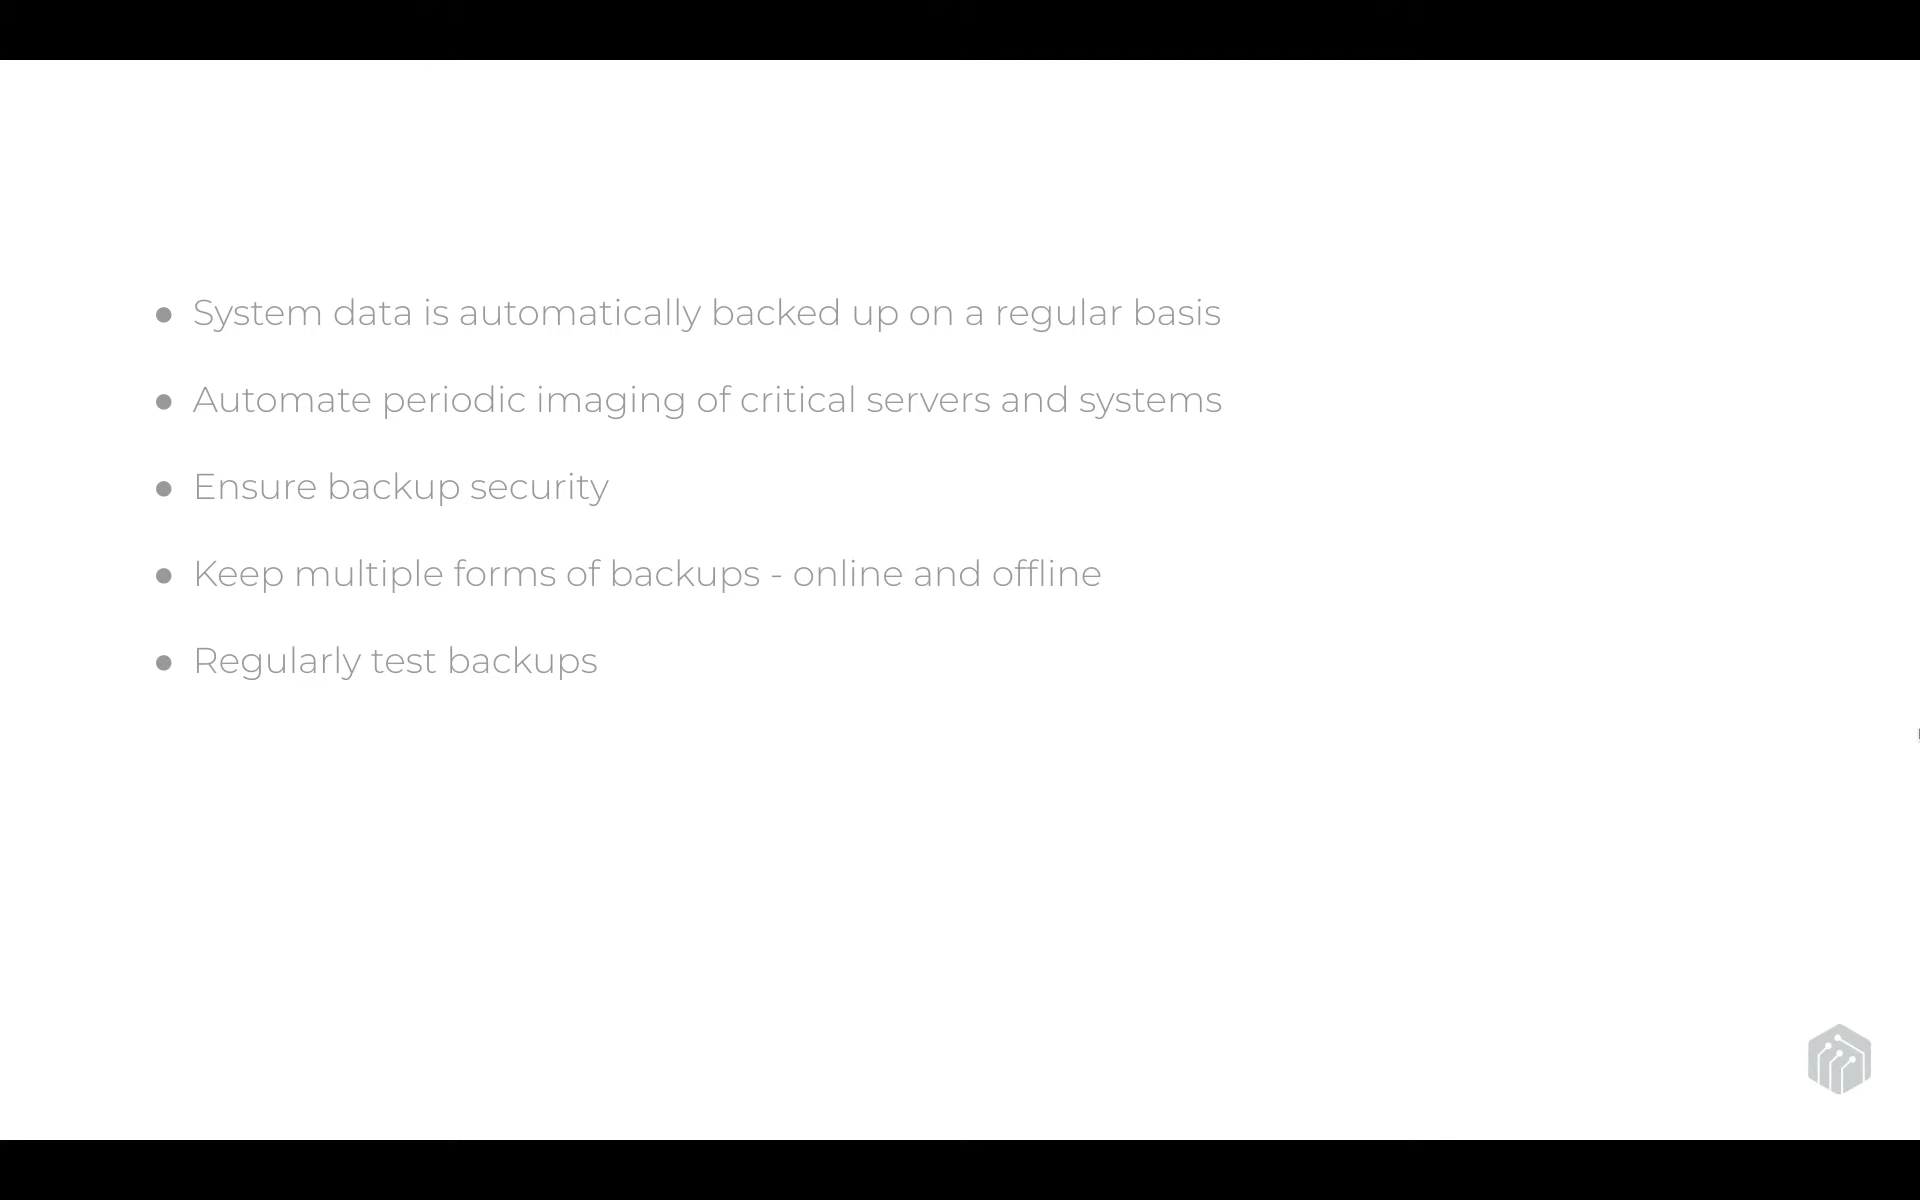 ● System data is automatically backed up on a regular basis
● Automate periodic imaging of critical servers and systems
● Ensure backup security
● Keep multiple forms of backups - online and offline
● Regularly test backups